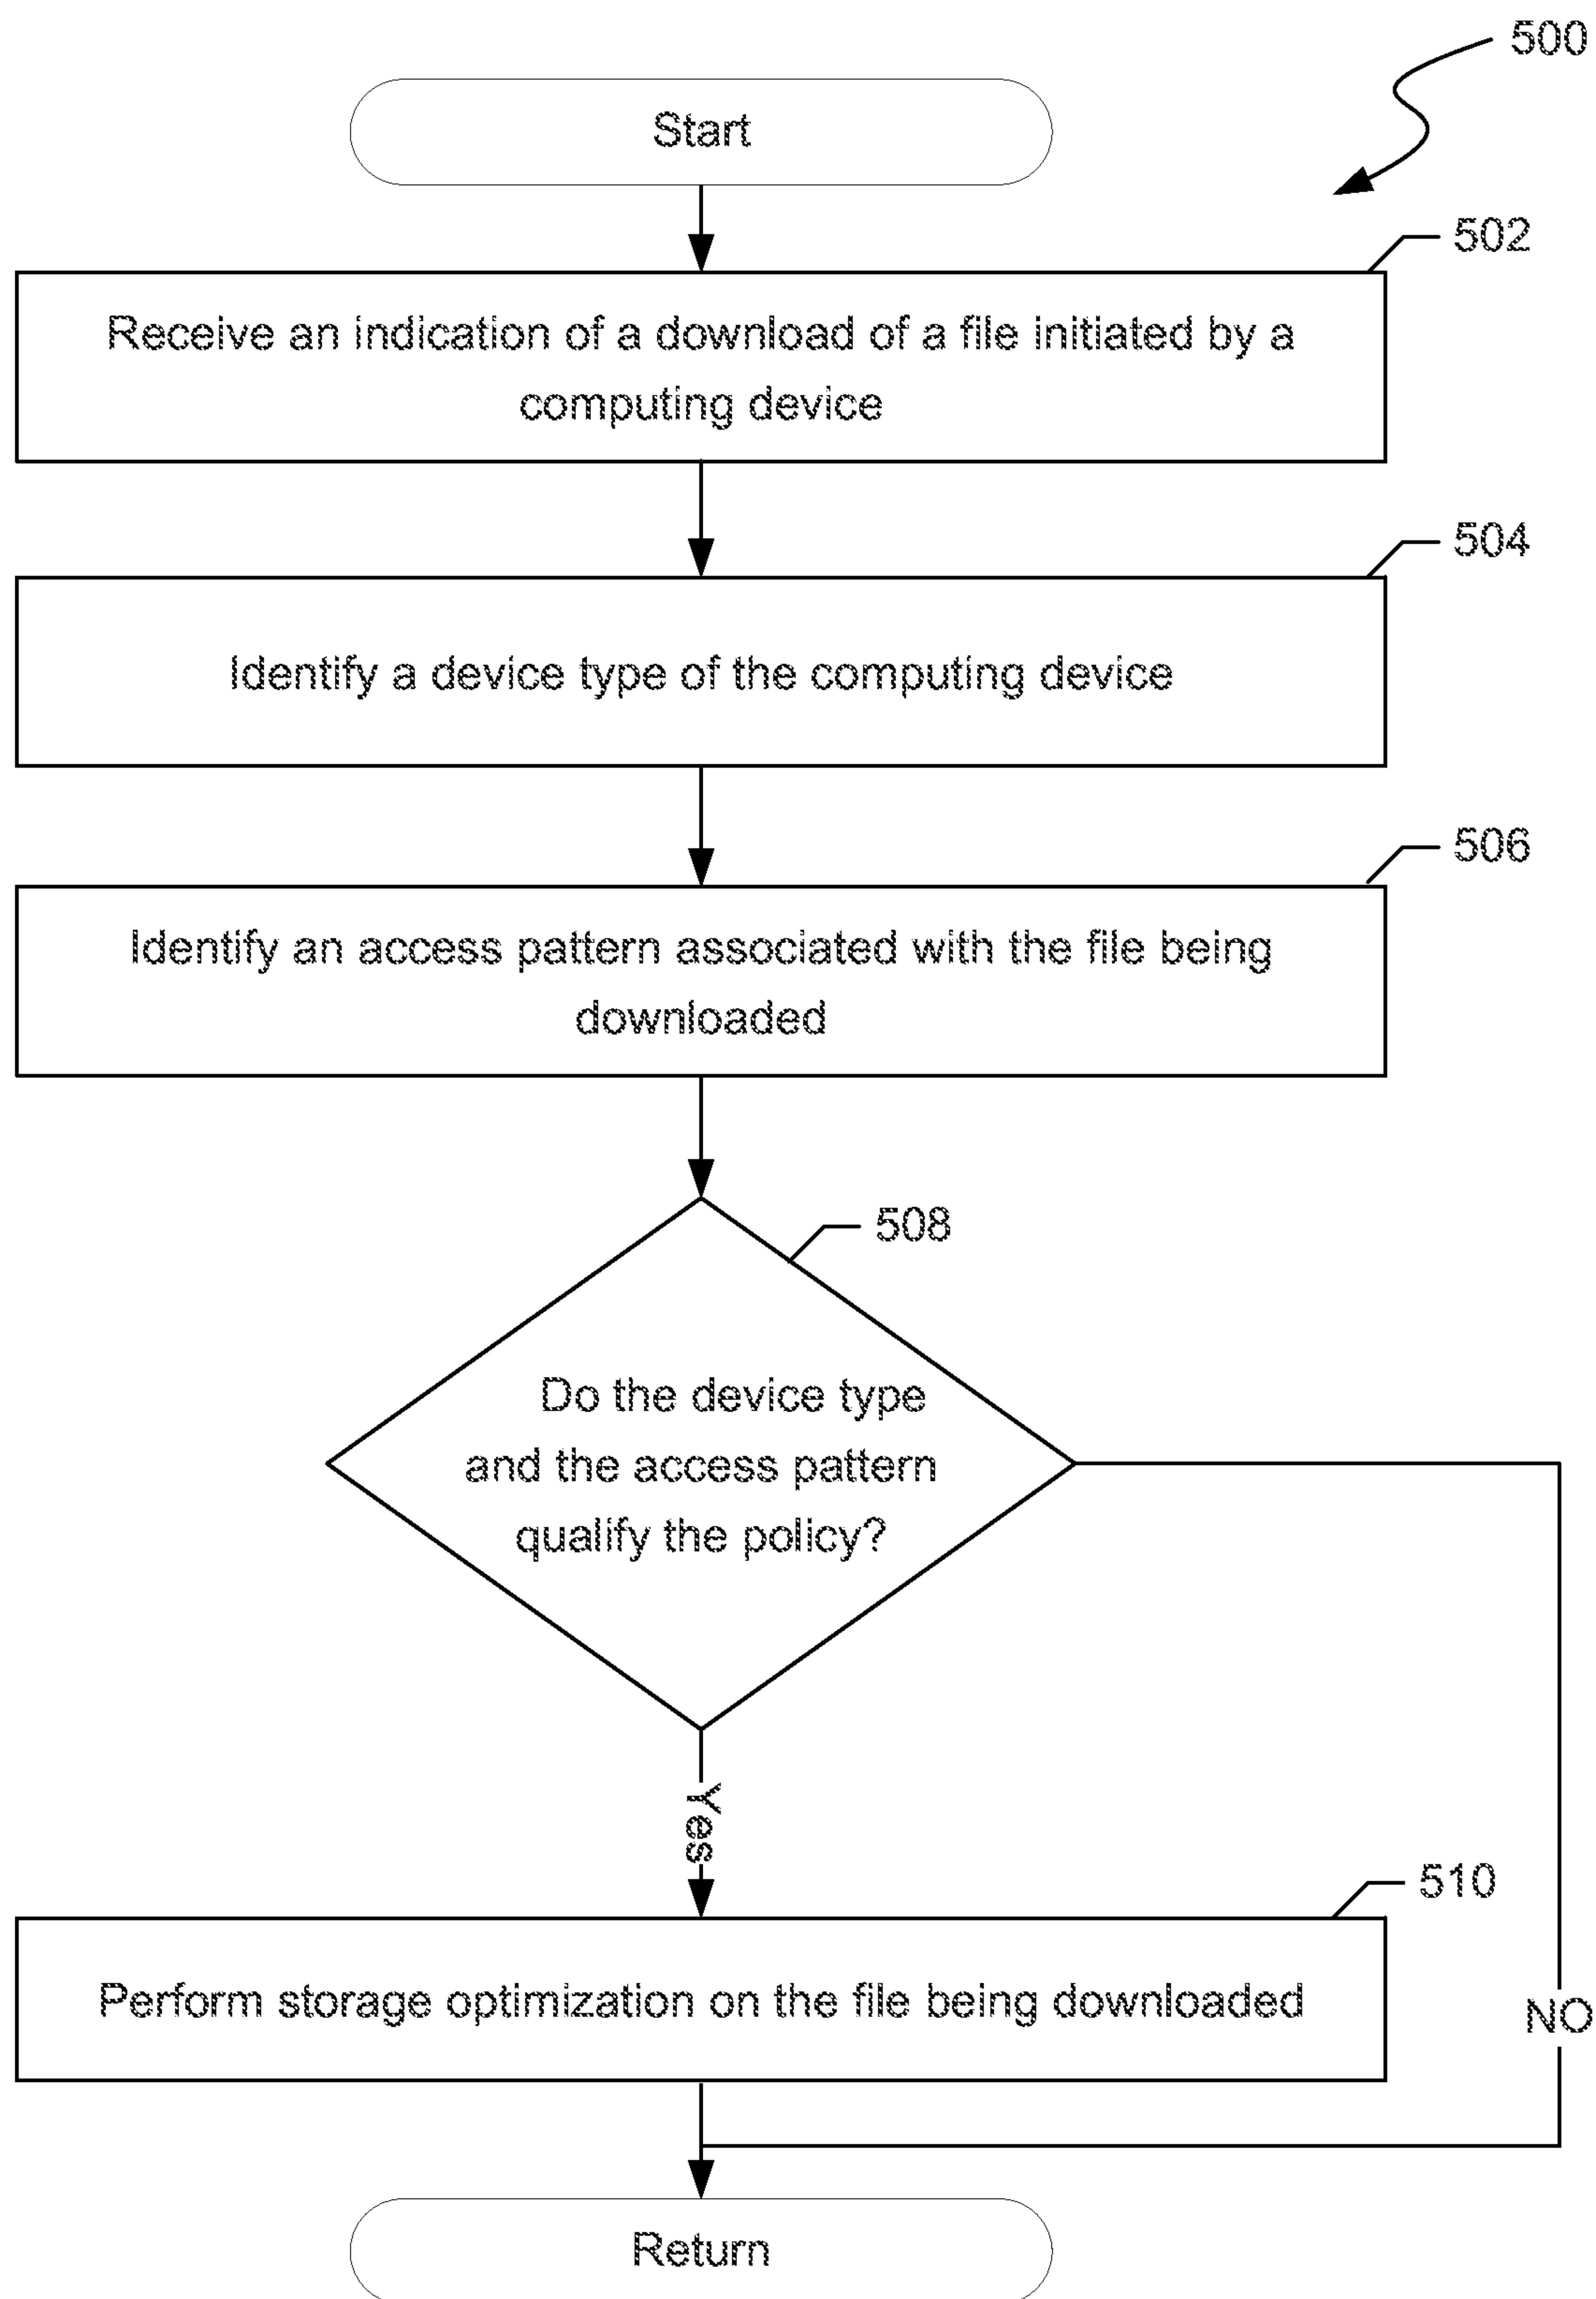 500
Start
502
Receive an indication of a download of a file initiated by a
computing device
504
Identify a device type of the computing device
506
Identify an access pattern associated with the file being
downloaded
508
Do the device type
and the access pattern
qualify the policy?
Yes
510
Perform storage optimization on the file being downloaded
NO
Return